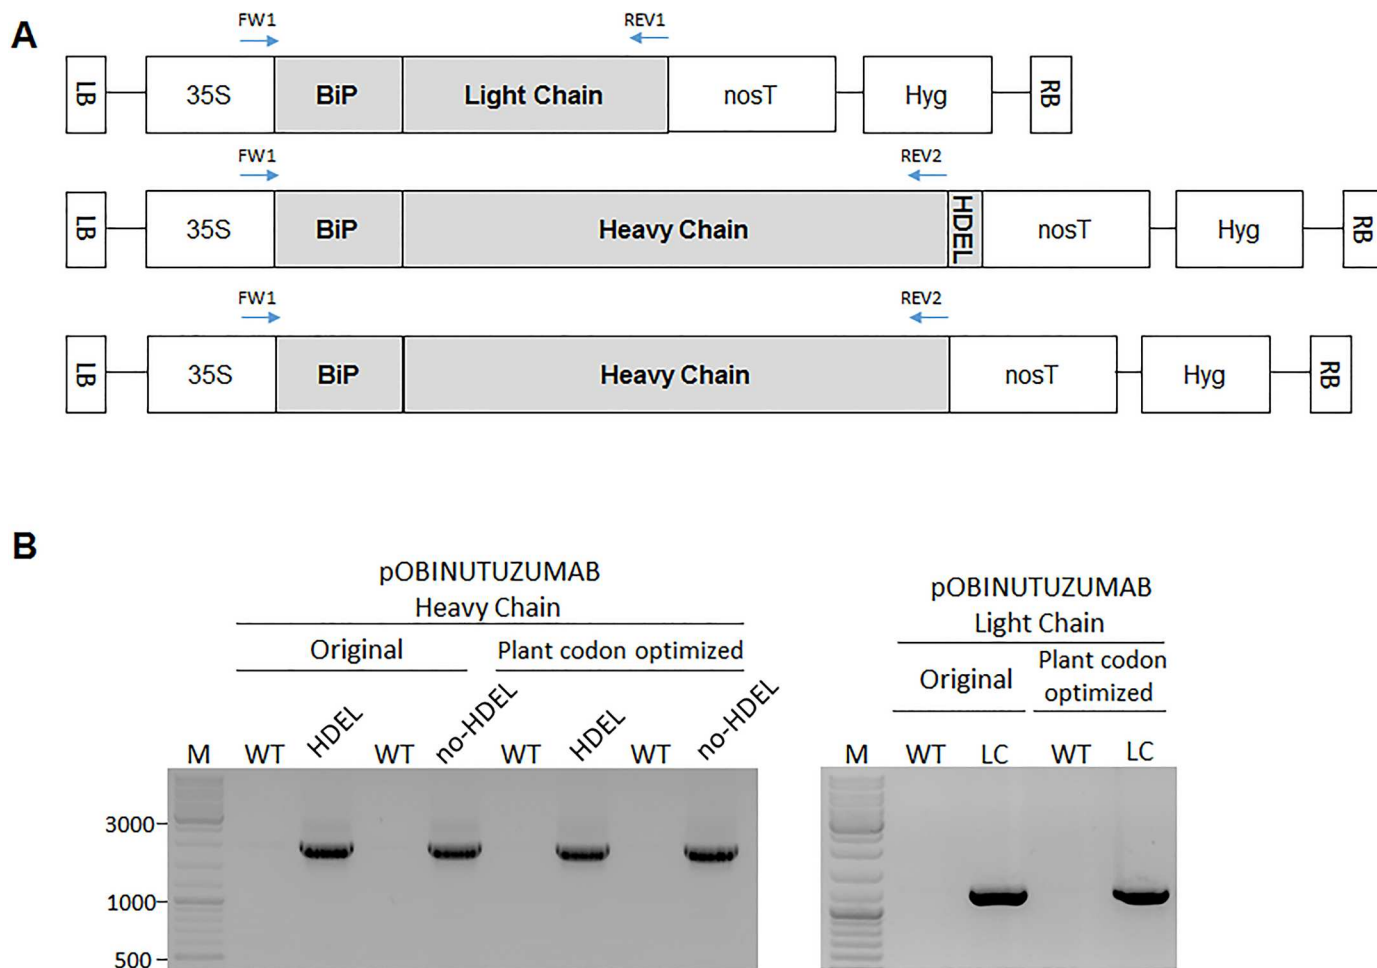 A
FW1 REV1
LB 35S BiP Light Chain nosT Hyg RB
FW1 REV2
LB 35S BiP Heavy Chain HDEL nosT Hyg RB
FW1 REV2
LB 35S BiP Heavy Chain nosT Hyg RB
B
pOBINUTUZUMAB
Heavy Chain
Original Plant codon optimized
M WT HDEL WT no-HDEL WT HDEL WT no-HDEL
3000
1000
500
pOBINUTUZUMAB
Light Chain
Original Plant codon
optimized
M WT LC WT LC